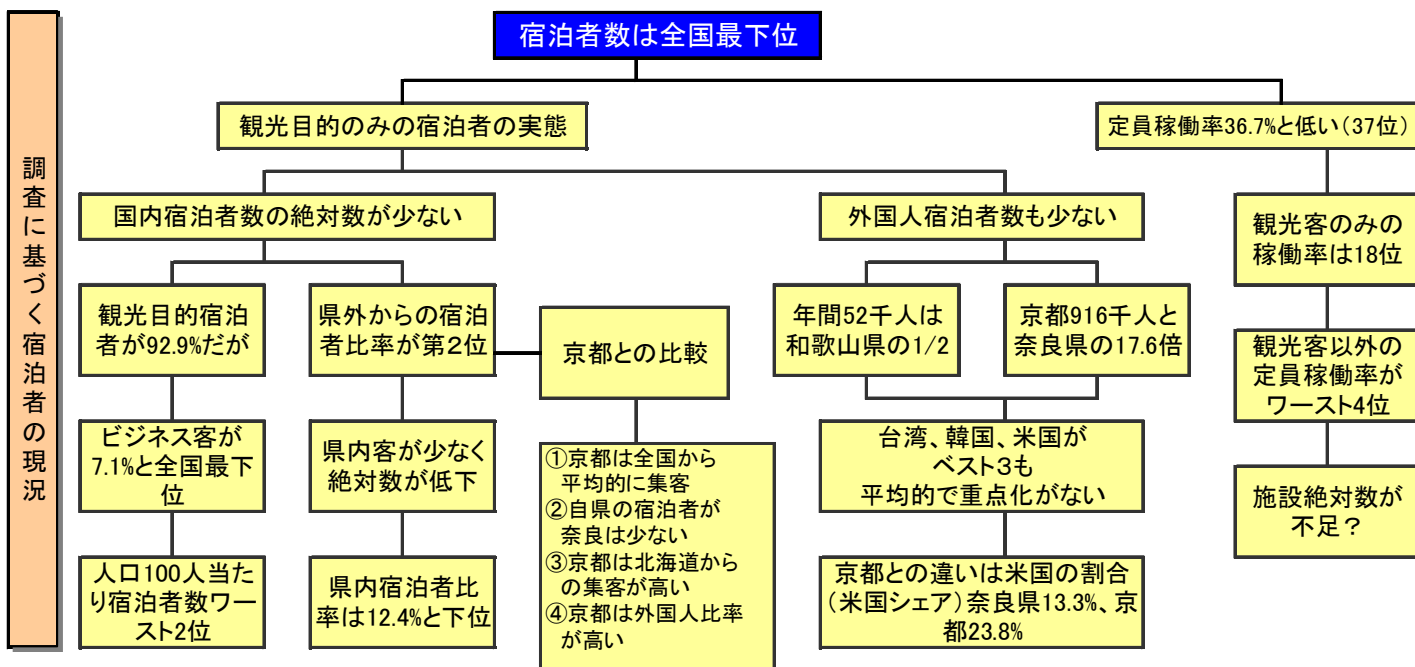 調査に基づく宿泊者の現況
宿泊者数は全国最下位
観光目的のみの宿泊者の実態
定員稼働率36.7%と低い(37位)
国内宿泊者数の絶対数が少ない
外国人宿泊者数も少ない
観光客のみの
稼働率は18位
観光目的宿泊
者が92.9%だが
県外からの宿泊
者比率が第2位
京都との比較
年間52千人は
和歌山県の1/2
京都916千人と
奈良県の17.6倍
観光客以外の
定員稼働率が
ワースト4位
ビジネス客が
7.1%と全国最下
位
県内客が少なく
絶対数が低下
①京都は全国から
平均的に集客
②自県の宿泊者が
奈良は少ない
③京都は北海道から
の集客が高い
④京都は外国人比率
が高い
台湾、韓国、米国が
ベスト3も
平均的で重点化がない
施設絶対数が
不足？
人口100人当た
り宿泊者数ワー
スト2位
県内宿泊者比
率は12.4%と下位
京都との違いは米国の割合
(米国シェア)奈良県13.3%、京
都23.8%